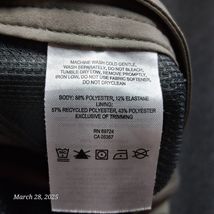 MACHINE WASH COLD GENTLE,
WASH SEPARATELY, DO NOT BLEACH,
TUMBLE DRY LOW, REMOVE PROMPTLY,
IRON LOW, DO NOT USE FABRIC SOFTENER,
DO NOT DRYCLEAN
BODY: 88% POLYESTER, 12% ELASTANE
LINING:
57% RECYCLED POLYESTER, 43% POLYESTER
EXCLUSIVE OF TRIMMING
RN 69724
CA 05367
March 28, 2025